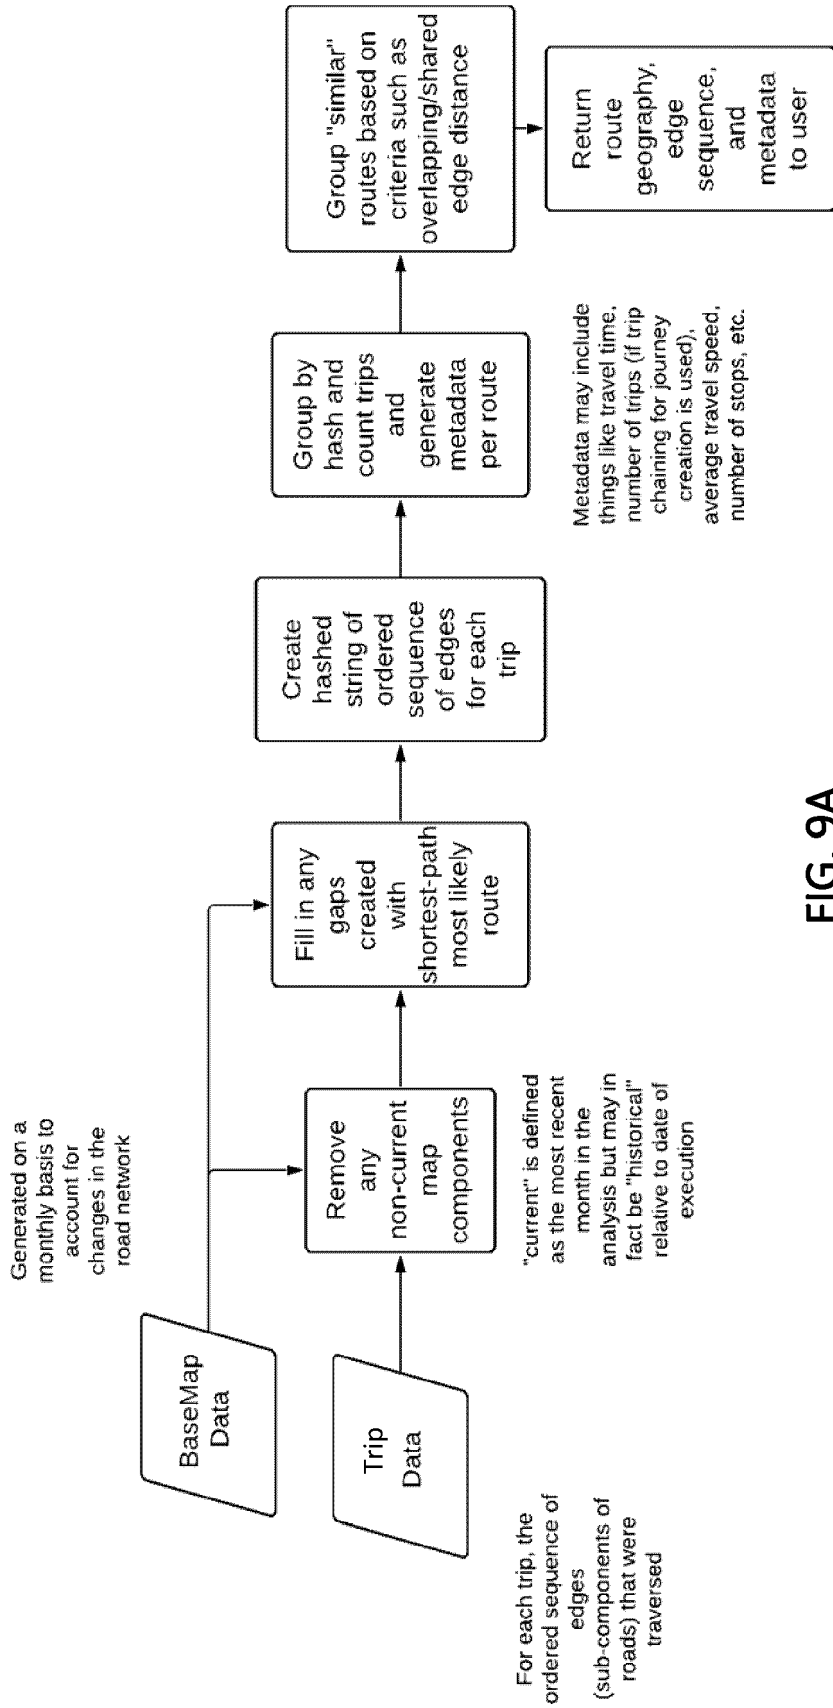 Generated on a
monthly basis to
account for
changes in the
road network
BaseMap
Data
Trip
Data
For each trip, the
ordered sequence of
edges
(sub-components of
roads) that were
traversed
Remove
any
non-current
map
components
"current" is defined
as the most recent
month in the
analysis but may in
fact be "historical"
relative to date of
execution
Fill in any
gaps
created
with
shortest-path
most likely
route
Create
hashed
string of
ordered
sequence
of edges
for each
trip
Group by
hash and
count trips
and
generate
metadata
per route
Metadata may include
things like travel time,
number of trips (if trip
chaining for journey
creation is used),
average travel speed,
number of stops, etc.
Group "similar"
routes based on
criteria such as
overlapping/shared
edge distance
Return
route
geography,
edge
sequence,
and
metadata
to user
FIG. 9A